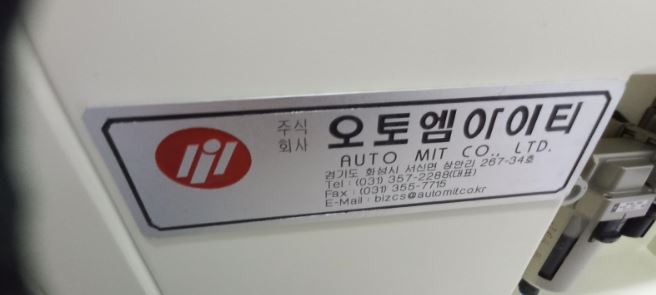 주식회사 오토엠아이티
AUTO MIT CO., LTD.
경기도 화성시 서신면 상안리 267-34호
Tel : (031) 357-2288(대표)
Fax : (031) 355-7715
E-Mail : bizcs@automit.co.kr